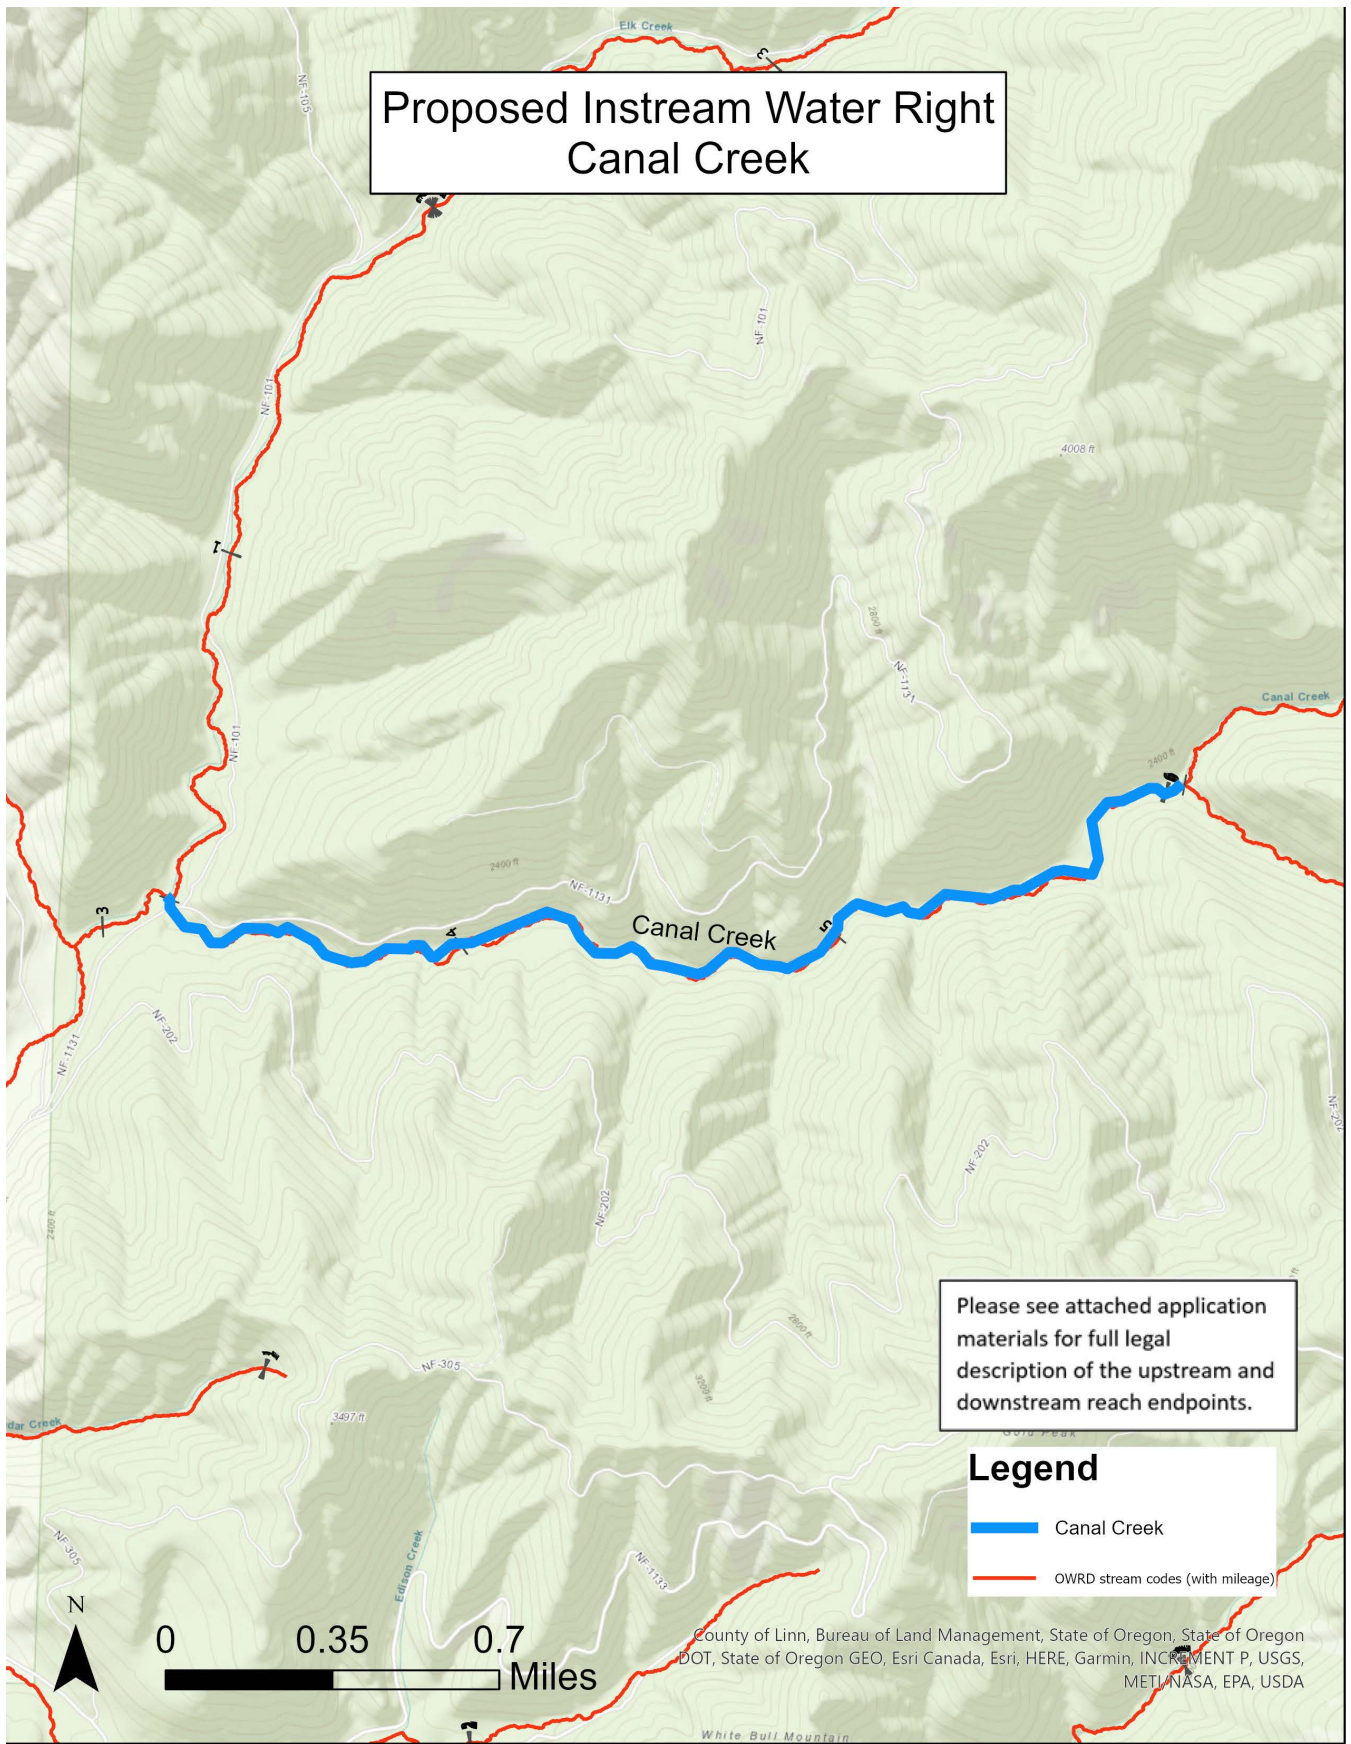 Elk Creek
3
NF-105
Proposed Instream Water Right
Canal Creek
NF-101
NF-101
4008 ft
1
2800 ft
NF-1131
Canal Creek
NF-101
2400 ft
2400 ft
NF-1131
3
4
Canal Creek
5
NF-202
NF-1131
NF-202
NF-202
NF-202
2400 ft
Please see attached application
materials for full legal
description of the upstream and
downstream reach endpoints.
2800 ft
NF-305
3200 ft
3497 ft
dar Creek
Gold Peak
Legend
Canal Creek
OWRD stream codes (with mileage)
NF-305
Edison Creek
NF-1133
N
0 0.35 0.7
Miles
County of Linn, Bureau of Land Management, State of Oregon, State of Oregon
DOT, State of Oregon GEO, Esri Canada, Esri, HERE, Garmin, INCREMENT P, USGS,
METI/NASA, EPA, USDA
White Bull Mountain